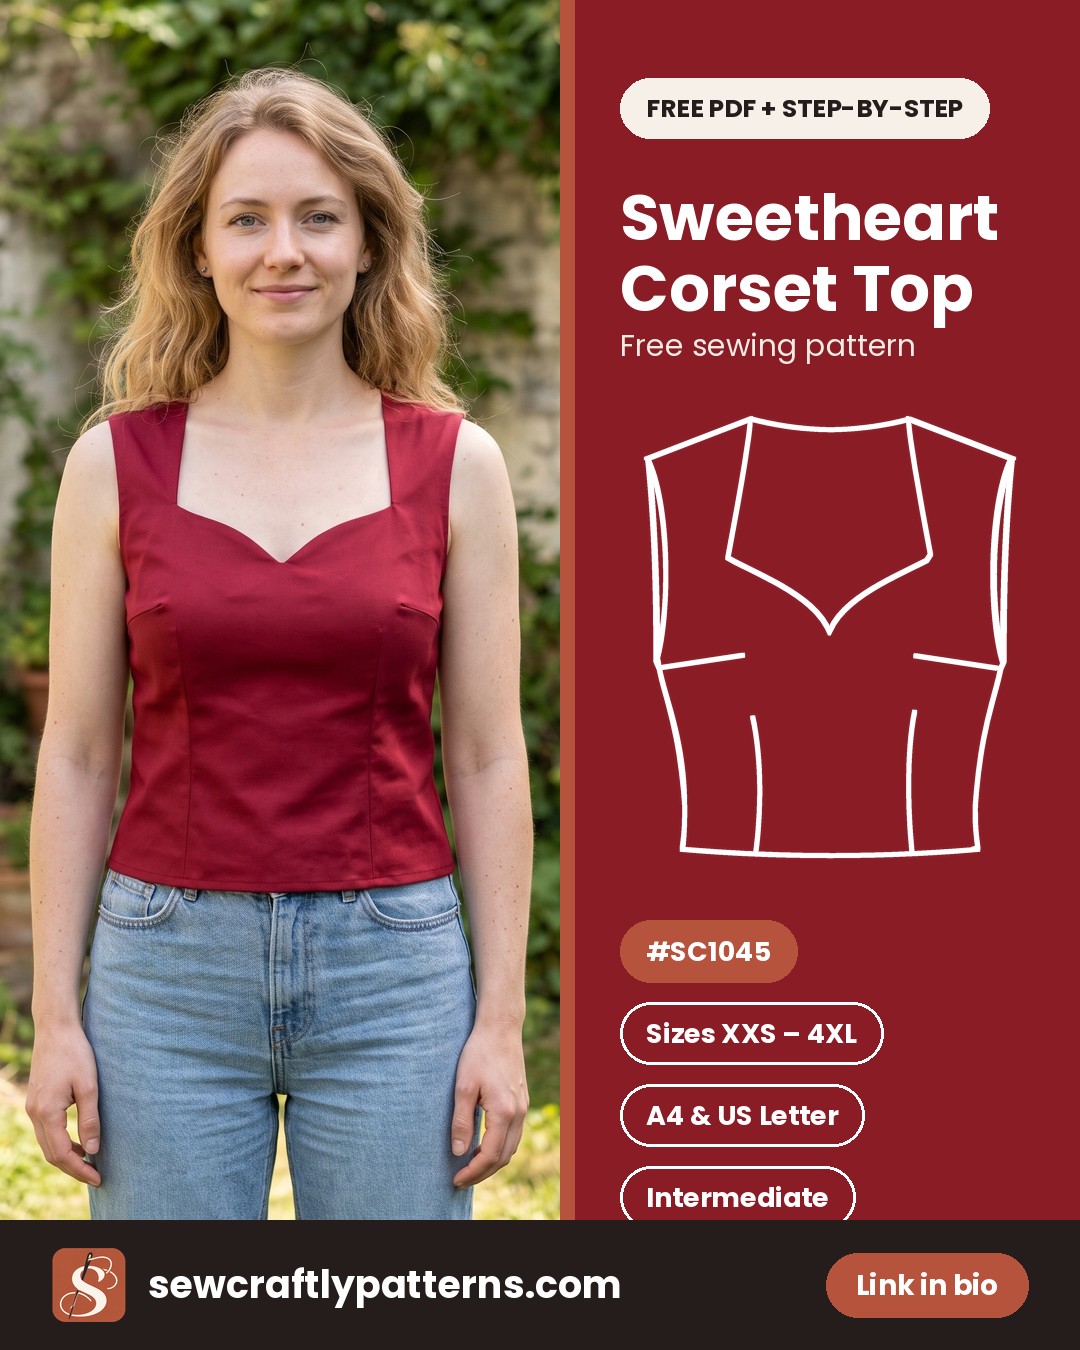 FREE PDF + STEP-BY-STEP
Sweetheart
Corset Top
Free sewing pattern
#SC1045
Sizes XXS – 4XL
A4 & US Letter
Intermediate
S
sewcraftlypatterns.com
Link in bio